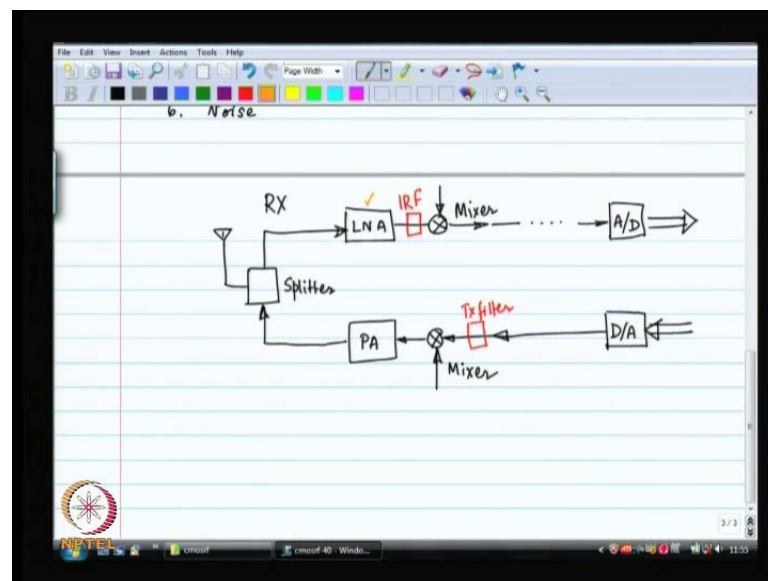 File Edit View Insert Actions Tools Help
Page Width
B I
6. Noise
RX
LNA
IRF
Mixer
A/D
Splitter
Tx filter
PA
D/A
Mixer
3/3
NPTEL
cmosrf
cmosrf 40 - Windo...
11:55